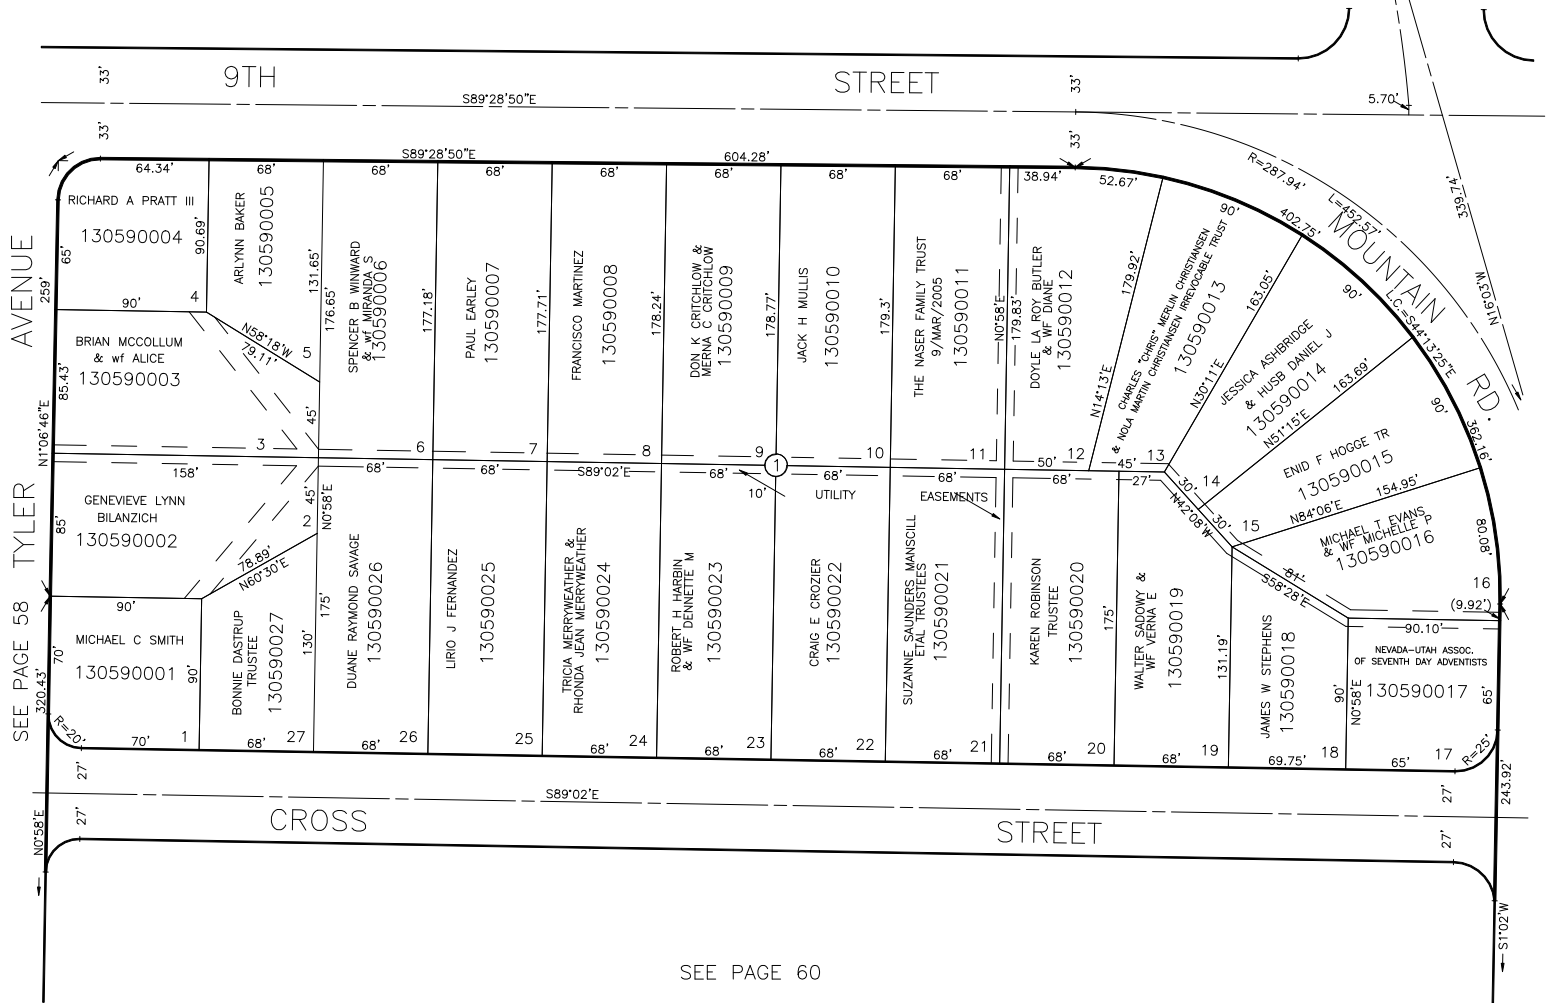 9TH STREET
33'
33'
33'
33'
S89°28'50"E
5.70'
S89°28'50"E
604.28'
64.34'
68'
68'
68'
68'
68'
68'
68'
38.94'
52.67'
90'
402.75'
R=287.94'
L=452.57'
L.C.=S44°13'25"E
MOUNTAIN RD.
339.74'
N16°03'W
90'
90'
362.16'
80.08'
AVENUE
TYLER
SEE PAGE 58
259'
N1°06'46"E
320.43'
N0°58'E
RICHARD A PRATT III
130590004
65'
90.69'
90'
4
ARLYNN BAKER
130590005
131.65'
N58°18'W
79.11'
5
45'
BRIAN MCCOLLUM
& wf ALICE
130590003
85.43'
3
158'
SPENCER B WINWARD
& wf MIRANDA S
130590006
176.65'
6
177.18'
PAUL EARLEY
130590007
7
177.71'
FRANCISCO MARTINEZ
130590008
8
178.24'
DON K CRITCHLOW &
MERNA C CRITCHLOW
130590009
9
178.77'
JACK H MULLIS
130590010
10
179.3'
THE NASER FAMILY TRUST
9/MAR/2005
130590011
11
N0°58'E
179.83'
DOYLE LA ROY BUTLER
& WF DIANE
130590012
12
179.92'
N14°13'E
CHARLES "CHRIS" MERLIN CHRISTIANSEN
& NOLA MARTIN CHRISTIANSEN IRREVOCABLE TRUST
130590013
13
163.05'
N30°11'E
JESSICA ASHBRIDGE
& HUSB DANIEL J
130590014
14
163.69'
N51°15'E
ENID F HOGGE TR
130590015
15
154.95'
N84°06'E
MICHAEL T EVANS
& WF MICHELLE P
130590016
16
(9.92')
90.10'
68'
68'
S89°02'E
68'
1
68'
68'
50'
68'
45'
27'
30'
30'
N42°08'W
81'
S58°28'E
10'
UTILITY
EASEMENTS
GENEVIEVE LYNN
BILANZICH
130590002
85'
2
45'
N0°58'E
78.89'
N60°30'E
90'
MICHAEL C SMITH
130590001
70'
90'
R=20'
70'
1
BONNIE DASTRUP
TRUSTEE
130590027
130'
68'
27
175'
DUANE RAYMOND SAVAGE
130590026
68'
26
LIRIO J FERNANDEZ
130590025
25
TRICIA MERRYWEATHER &
RHONDA JEAN MERRYWEATHER
130590024
68'
24
ROBERT H HARBIN
& WF DENNETTE M
130590023
68'
23
CRAIG E CROZIER
130590022
68'
22
SUZANNE SAUNDERS MANSCILL
ETAL TRUSTEES
130590021
68'
21
KAREN ROBINSON
TRUSTEE
130590020
68'
20
175'
WALTER SADOWY &
WF VERNA E
130590019
68'
19
131.19'
JAMES W STEPHENS
130590018
69.75'
18
90'
N0°58'E
NEVADA-UTAH ASSOC.
OF SEVENTH DAY ADVENTISTS
130590017
65'
65'
17
R=25'
243.92'
27'
27'
27'
27'
S89°02'E
CROSS STREET
S1°02'W
SEE PAGE 60